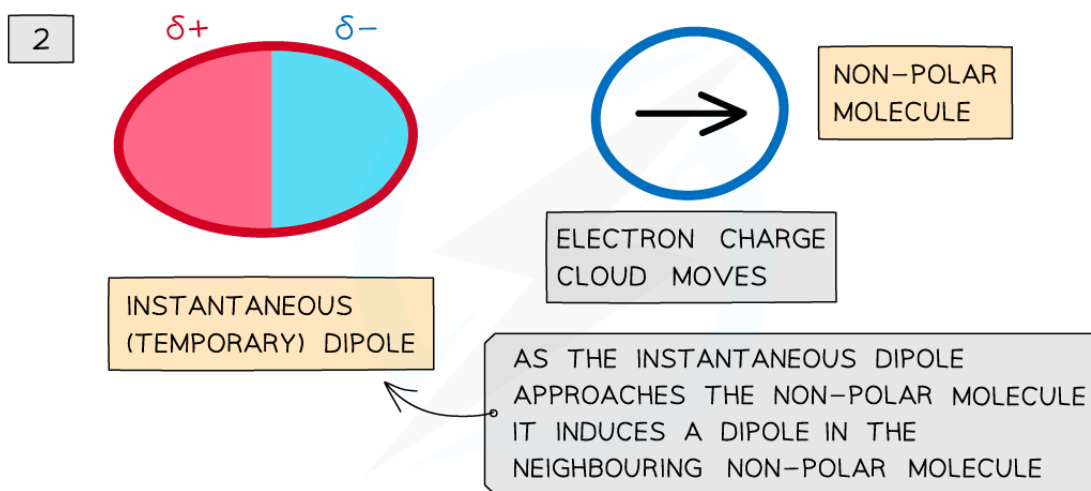 2
δ+ δ−
NON-POLAR
MOLECULE
ELECTRON CHARGE
CLOUD MOVES
INSTANTANEOUS
(TEMPORARY) DIPOLE
AS THE INSTANTANEOUS DIPOLE
APPROACHES THE NON-POLAR MOLECULE
IT INDUCES A DIPOLE IN THE
NEIGHBOURING NON-POLAR MOLECULE